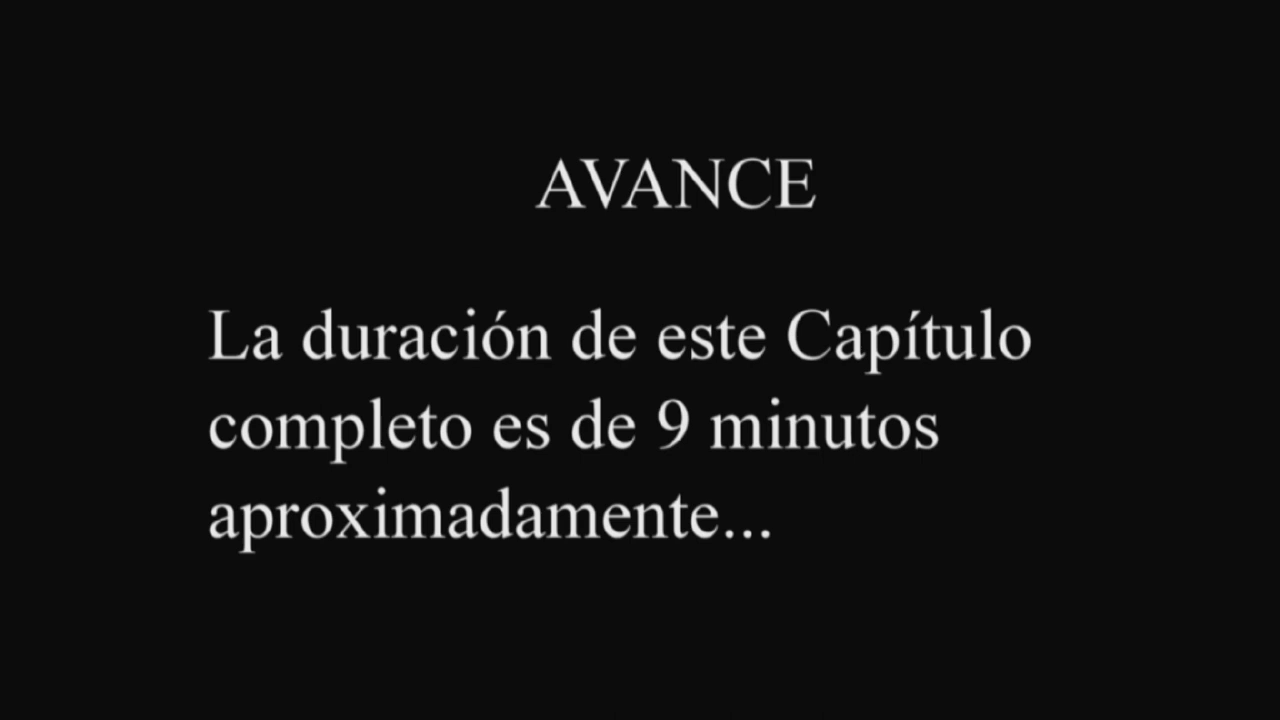 AVANCE
La duración de este Capítulo
completo es de 9 minutos
aproximadamente...